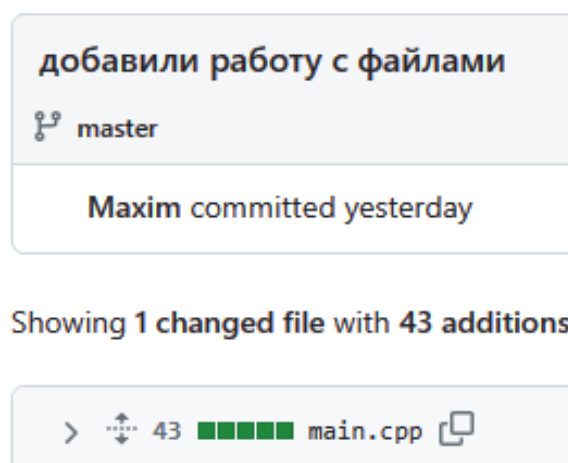 добавили работу с файлами
master
Maxim committed yesterday
Showing 1 changed file with 43 additions
43 main.cpp